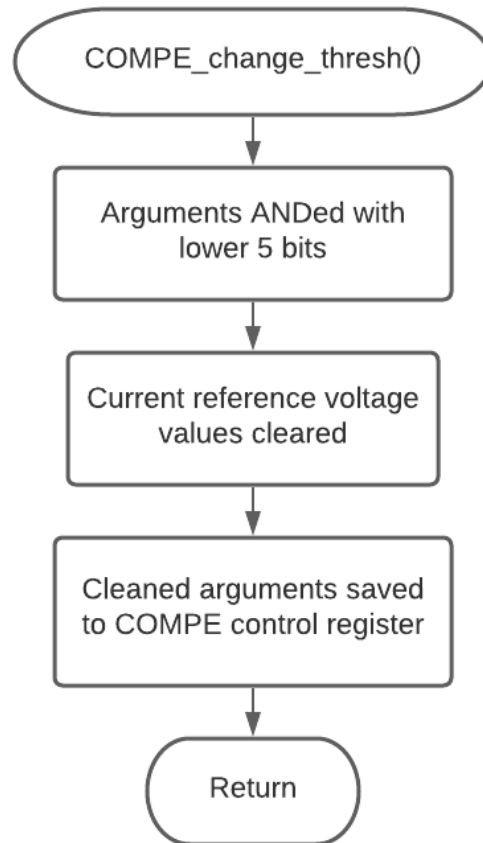 COMPE_change_thresh()
Arguments ANDed with
lower 5 bits
Current reference voltage
values cleared
Cleaned arguments saved
to COMPE control register
Return